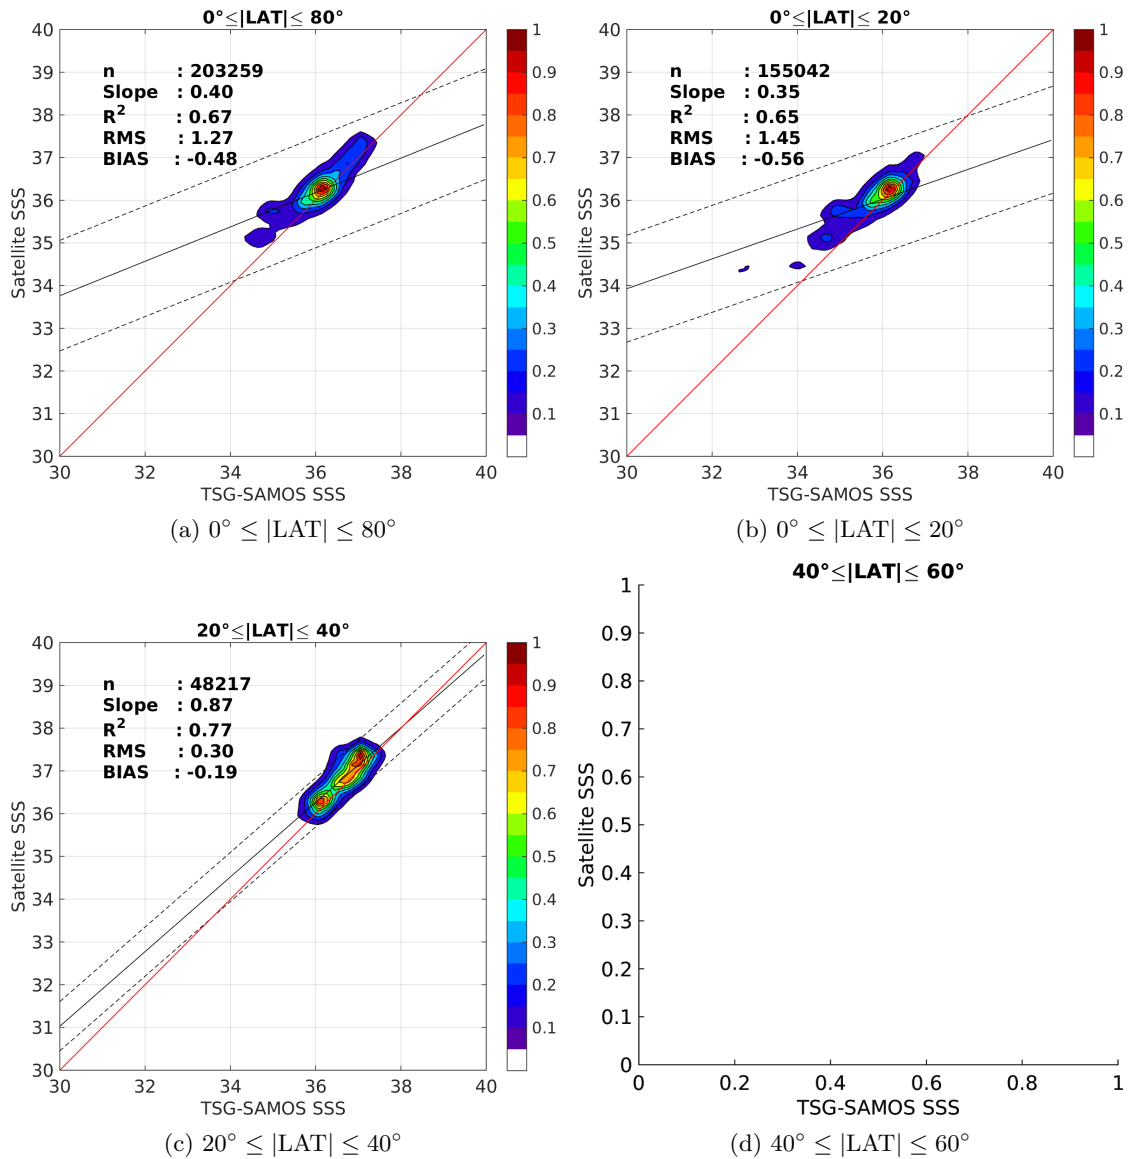 0°≤|LAT|≤ 80°
n : 203259
Slope : 0.40
R2 : 0.67
RMS : 1.27
BIAS : -0.48
40
39
38
37
36
35
34
33
32
31
30
30 32 34 36 38 40
Satellite SSS
TSG-SAMOS SSS
1
0.9
0.8
0.7
0.6
0.5
0.4
0.3
0.2
0.1
(a) 0° ≤ |LAT| ≤ 80°
0°≤|LAT|≤ 20°
n : 155042
Slope : 0.35
R2 : 0.65
RMS : 1.45
BIAS : -0.56
40
39
38
37
36
35
34
33
32
31
30
30 32 34 36 38 40
Satellite SSS
TSG-SAMOS SSS
1
0.9
0.8
0.7
0.6
0.5
0.4
0.3
0.2
0.1
(b) 0° ≤ |LAT| ≤ 20°
20°≤|LAT|≤ 40°
n : 48217
Slope : 0.87
R2 : 0.77
RMS : 0.30
BIAS : -0.19
40
39
38
37
36
35
34
33
32
31
30
30 32 34 36 38 40
Satellite SSS
TSG-SAMOS SSS
1
0.9
0.8
0.7
0.6
0.5
0.4
0.3
0.2
0.1
(c) 20° ≤ |LAT| ≤ 40°
40°≤|LAT|≤ 60°
1
0.9
0.8
0.7
0.6
0.5
0.4
0.3
0.2
0.1
0
0 0.2 0.4 0.6 0.8 1
Satellite SSS
TSG-SAMOS SSS
(d) 40° ≤ |LAT| ≤ 60°